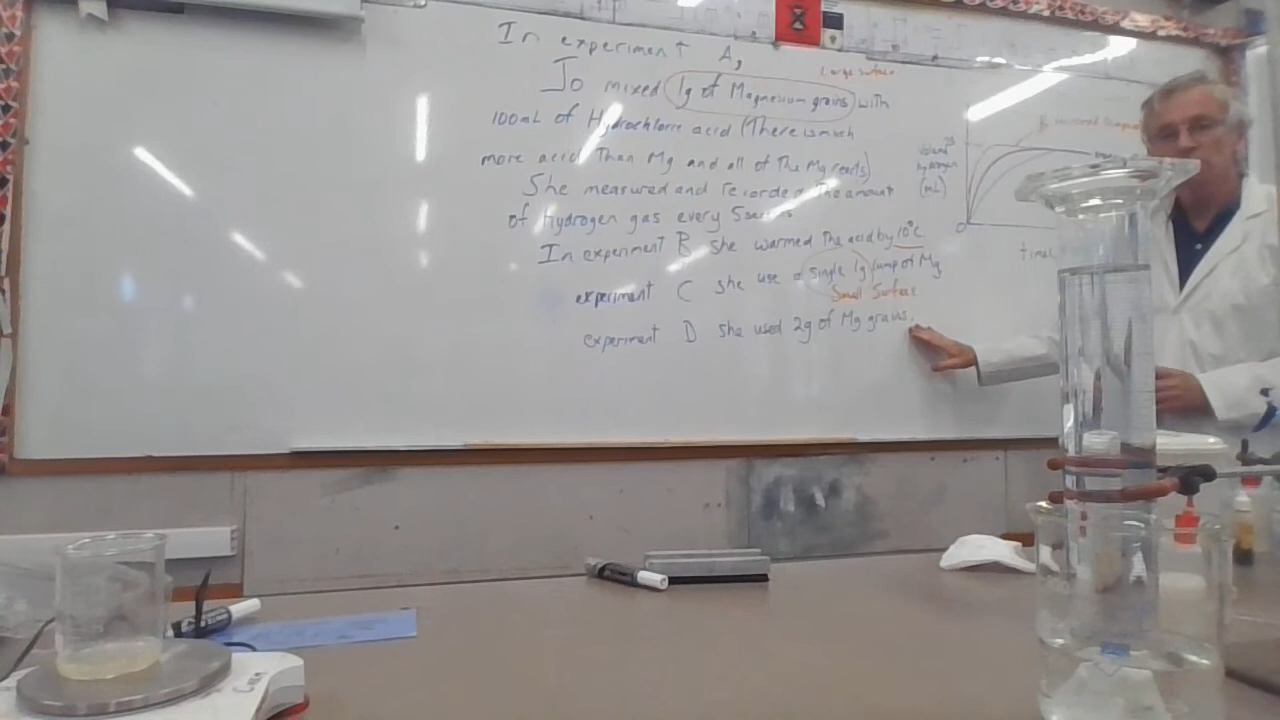 In experiment A,
Large surface
Jo mixed 1g of Magnesium grains with
100mL of Hydrochloric acid (There is much
more acid Than Mg and all of The Mg reacts)
She measured and recorded The amount
of Hydrogen gas every 5
In experiment B she warmed The acid by 10°C
experiment C she use a single 1g lump of Mg
Small Surface
experiment D she used 2g of Mg grains.
B
hydrogen
(mL)
0
time